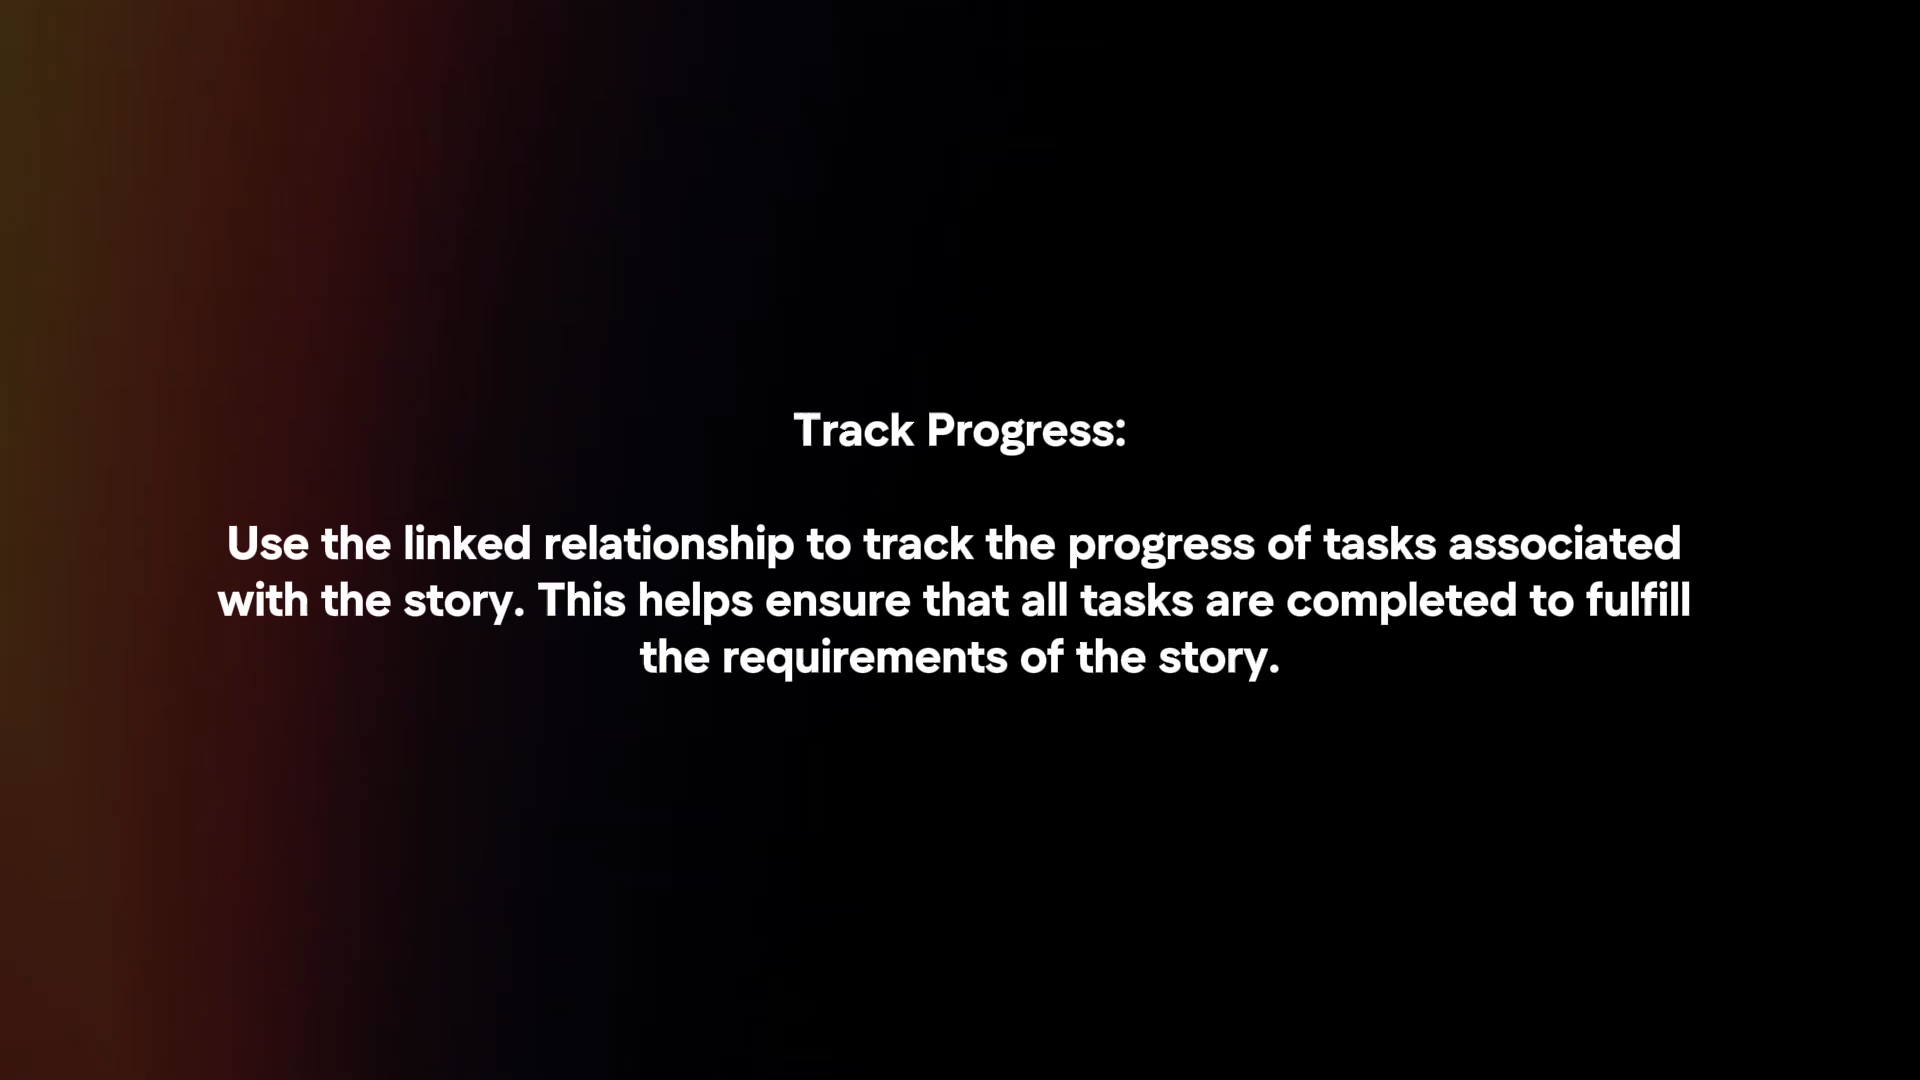 Track Progress:
Use the linked relationship to track the progress of tasks associated
with the story. This helps ensure that all tasks are completed to fulfill
the requirements of the story.